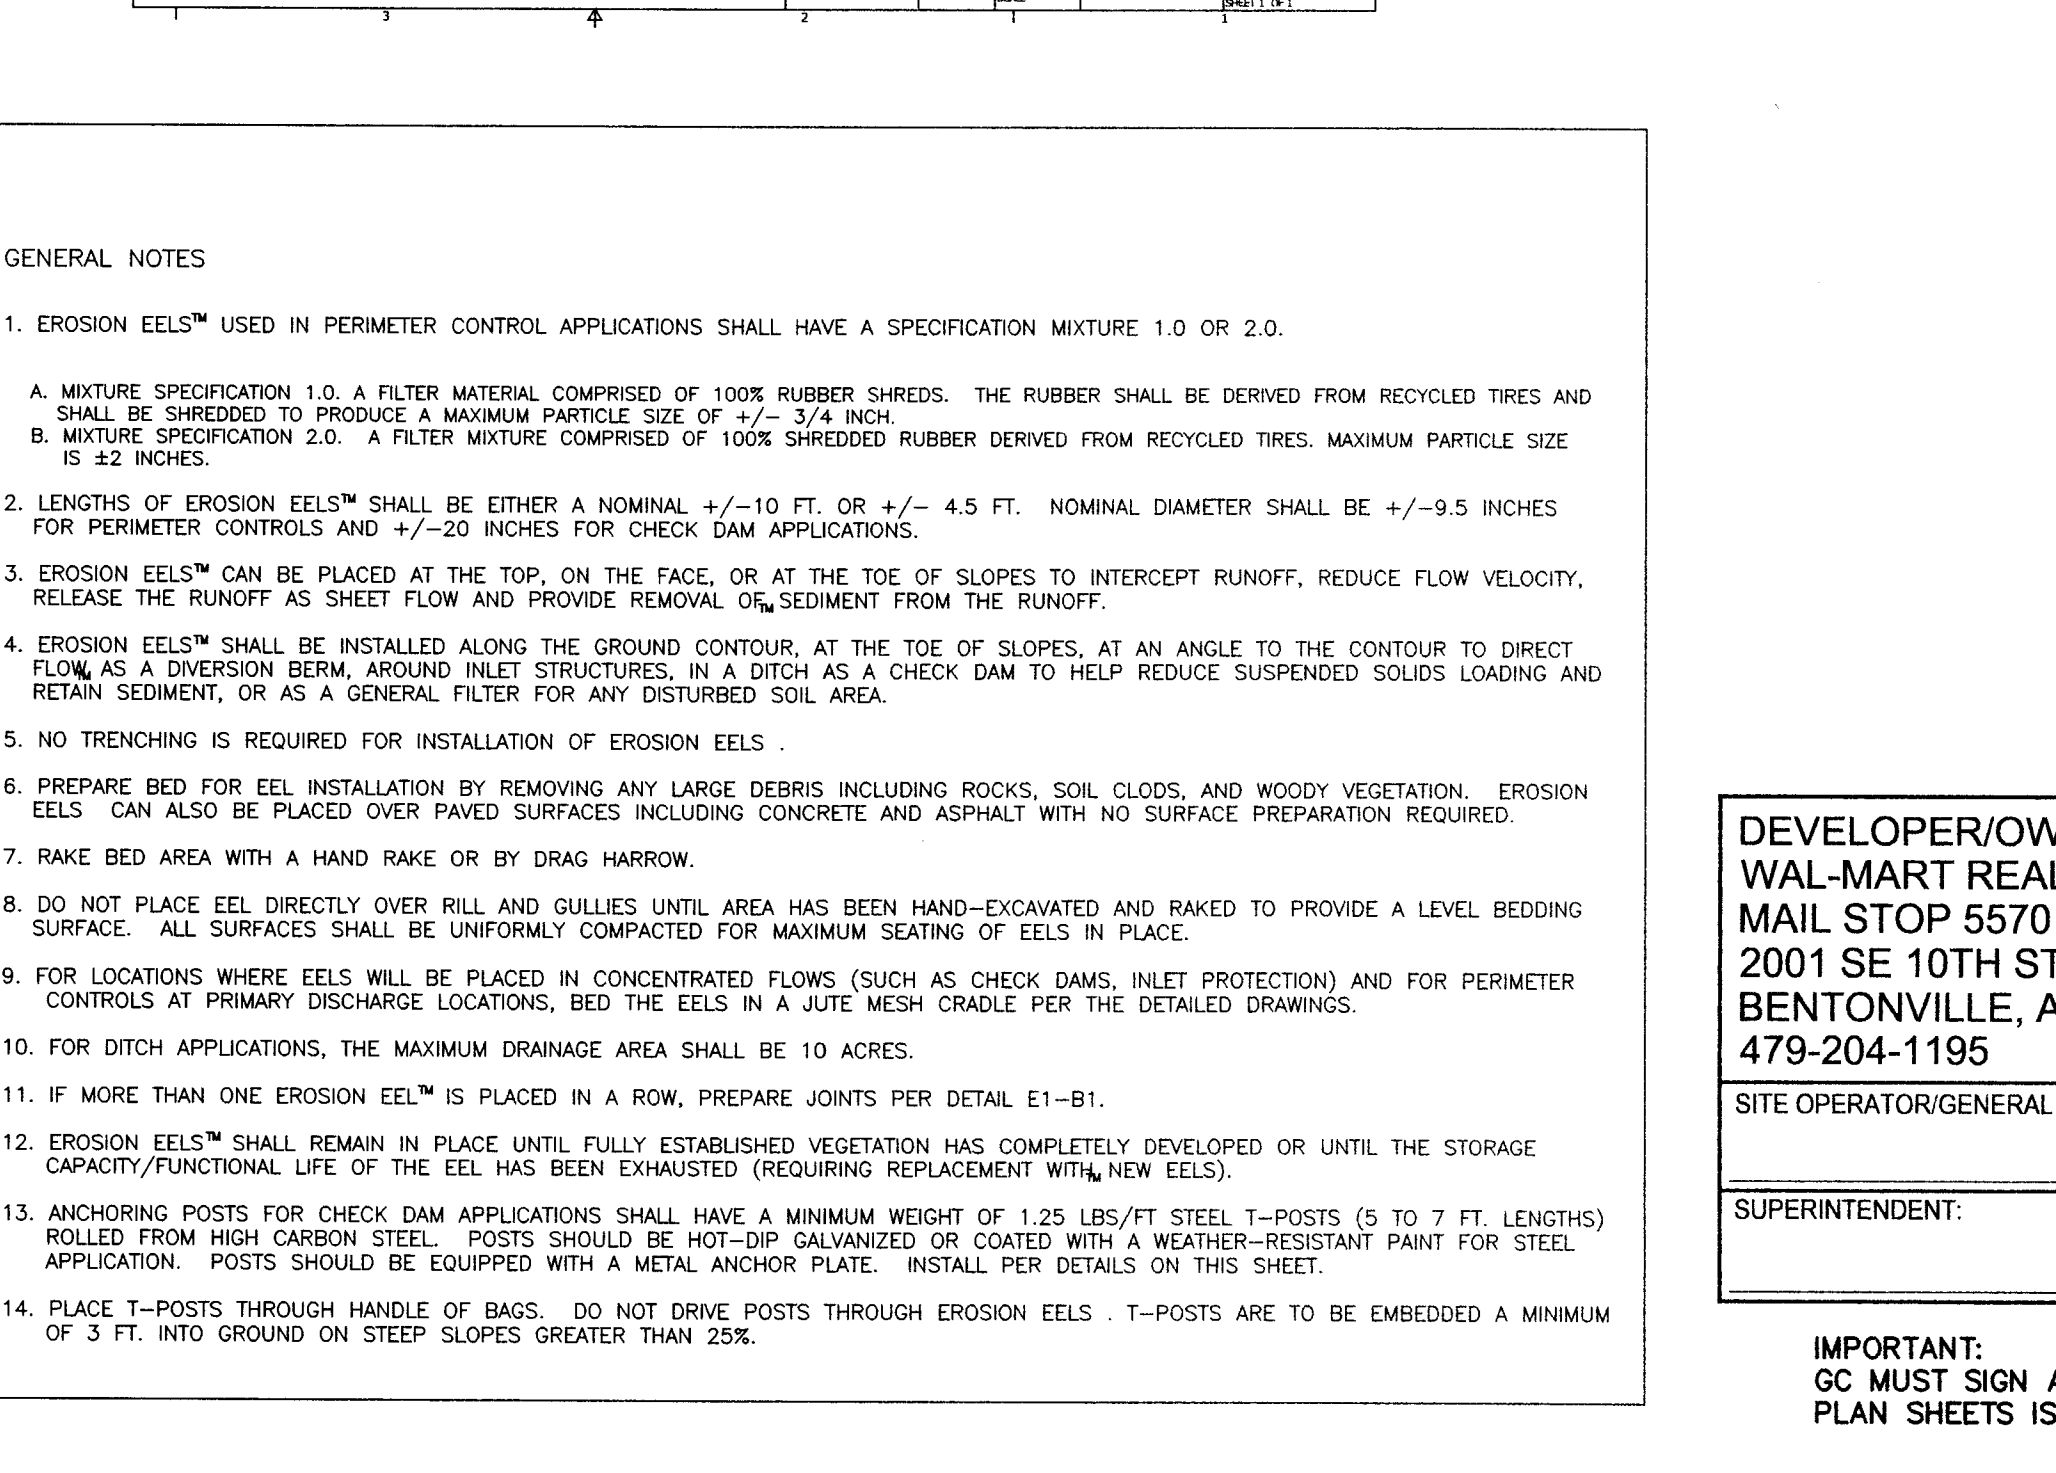 SHEET 1 OF 1
3 2 1 1
GENERAL NOTES
1. EROSION EELS™ USED IN PERIMETER CONTROL APPLICATIONS SHALL HAVE A SPECIFICATION MIXTURE 1.0 OR 2.0.
A. MIXTURE SPECIFICATION 1.0. A FILTER MATERIAL COMPRISED OF 100% RUBBER SHREDS. THE RUBBER SHALL BE DERIVED FROM RECYCLED TIRES AND
SHALL BE SHREDDED TO PRODUCE A MAXIMUM PARTICLE SIZE OF +/- 3/4 INCH.
B. MIXTURE SPECIFICATION 2.0. A FILTER MIXTURE COMPRISED OF 100% SHREDDED RUBBER DERIVED FROM RECYCLED TIRES. MAXIMUM PARTICLE SIZE
IS ±2 INCHES.
2. LENGTHS OF EROSION EELS™ SHALL BE EITHER A NOMINAL +/-10 FT. OR +/- 4.5 FT. NOMINAL DIAMETER SHALL BE +/-9.5 INCHES
FOR PERIMETER CONTROLS AND +/-20 INCHES FOR CHECK DAM APPLICATIONS.
3. EROSION EELS™ CAN BE PLACED AT THE TOP, ON THE FACE, OR AT THE TOE OF SLOPES TO INTERCEPT RUNOFF, REDUCE FLOW VELOCITY,
RELEASE THE RUNOFF AS SHEET FLOW AND PROVIDE REMOVAL OF™ SEDIMENT FROM THE RUNOFF.
4. EROSION EELS™ SHALL BE INSTALLED ALONG THE GROUND CONTOUR, AT THE TOE OF SLOPES, AT AN ANGLE TO THE CONTOUR TO DIRECT
FLOW™ AS A DIVERSION BERM, AROUND INLET STRUCTURES, IN A DITCH AS A CHECK DAM TO HELP REDUCE SUSPENDED SOLIDS LOADING AND
RETAIN SEDIMENT, OR AS A GENERAL FILTER FOR ANY DISTURBED SOIL AREA.
5. NO TRENCHING IS REQUIRED FOR INSTALLATION OF EROSION EELS .
6. PREPARE BED FOR EEL INSTALLATION BY REMOVING ANY LARGE DEBRIS INCLUDING ROCKS, SOIL CLODS, AND WOODY VEGETATION. EROSION
EELS CAN ALSO BE PLACED OVER PAVED SURFACES INCLUDING CONCRETE AND ASPHALT WITH NO SURFACE PREPARATION REQUIRED.
7. RAKE BED AREA WITH A HAND RAKE OR BY DRAG HARROW.
8. DO NOT PLACE EEL DIRECTLY OVER RILL AND GULLIES UNTIL AREA HAS BEEN HAND-EXCAVATED AND RAKED TO PROVIDE A LEVEL BEDDING
SURFACE. ALL SURFACES SHALL BE UNIFORMLY COMPACTED FOR MAXIMUM SEATING OF EELS IN PLACE.
9. FOR LOCATIONS WHERE EELS WILL BE PLACED IN CONCENTRATED FLOWS (SUCH AS CHECK DAMS, INLET PROTECTION) AND FOR PERIMETER
CONTROLS AT PRIMARY DISCHARGE LOCATIONS, BED THE EELS IN A JUTE MESH CRADLE PER THE DETAILED DRAWINGS.
10. FOR DITCH APPLICATIONS, THE MAXIMUM DRAINAGE AREA SHALL BE 10 ACRES.
11. IF MORE THAN ONE EROSION EEL™ IS PLACED IN A ROW, PREPARE JOINTS PER DETAIL E1-B1.
12. EROSION EELS™ SHALL REMAIN IN PLACE UNTIL FULLY ESTABLISHED VEGETATION HAS COMPLETELY DEVELOPED OR UNTIL THE STORAGE
CAPACITY/FUNCTIONAL LIFE OF THE EEL HAS BEEN EXHAUSTED (REQUIRING REPLACEMENT WITH™ NEW EELS).
13. ANCHORING POSTS FOR CHECK DAM APPLICATIONS SHALL HAVE A MINIMUM WEIGHT OF 1.25 LBS/FT STEEL T-POSTS (5 TO 7 FT. LENGTHS)
ROLLED FROM HIGH CARBON STEEL. POSTS SHOULD BE HOT-DIP GALVANIZED OR COATED WITH A WEATHER-RESISTANT PAINT FOR STEEL
APPLICATION. POSTS SHOULD BE EQUIPPED WITH A METAL ANCHOR PLATE. INSTALL PER DETAILS ON THIS SHEET.
14. PLACE T-POSTS THROUGH HANDLE OF BAGS. DO NOT DRIVE POSTS THROUGH EROSION EELS . T-POSTS ARE TO BE EMBEDDED A MINIMUM
OF 3 FT. INTO GROUND ON STEEP SLOPES GREATER THAN 25%.
DEVELOPER/OW
WAL-MART REAL
MAIL STOP 5570
2001 SE 10TH ST
BENTONVILLE, A
479-204-1195
SITE OPERATOR/GENERAL
SUPERINTENDENT:
IMPORTANT:
GC MUST SIGN A
PLAN SHEETS IS